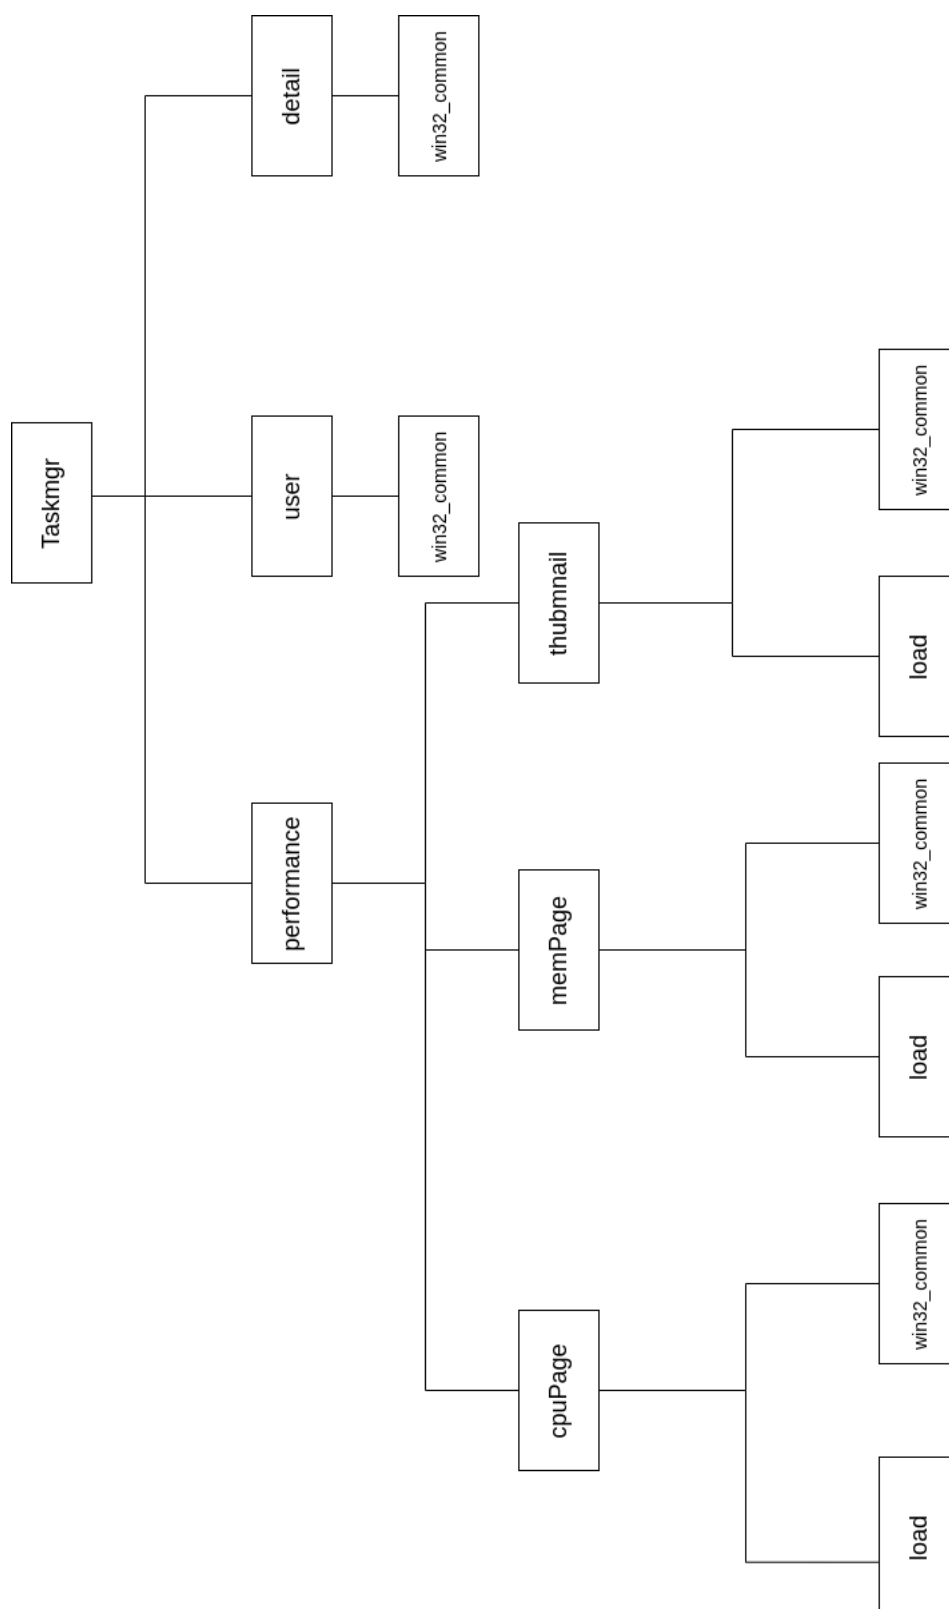 Taskmgr
performance
user
detail
win32_common
win32_common
cpuPage
memPage
thubmnail
load
win32_common
load
win32_common
load
win32_common